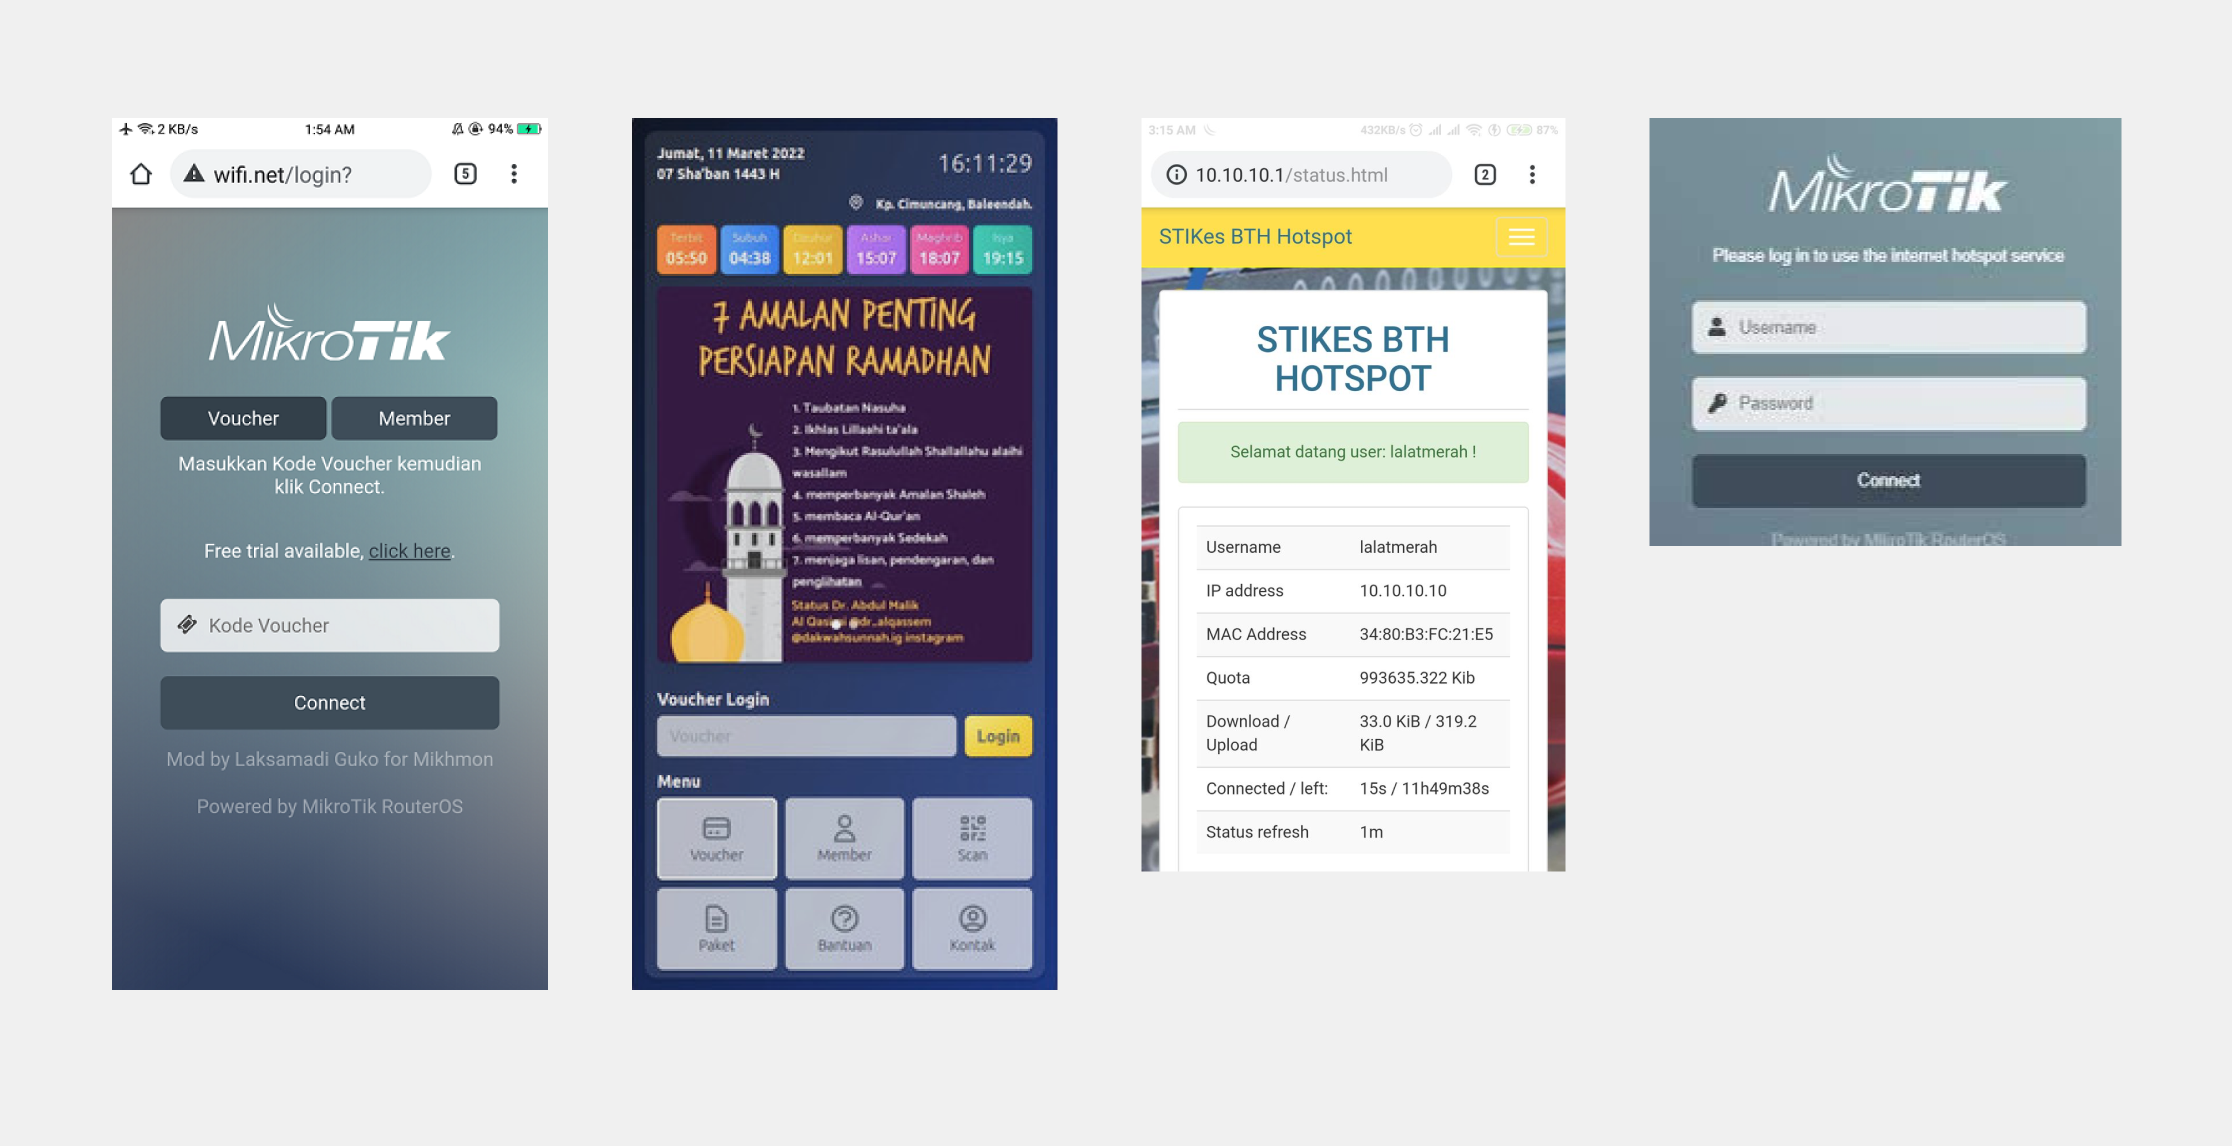 2 KB/s 1:54 AM 94%
wifi.net/login? 5
MikroTik
Voucher Member
Masukkan Kode Voucher kemudian
klik Connect.
Free trial available, click here.
Kode Voucher
Connect
Mod by Laksamadi Guko for Mikhmon
Powered by MikroTik RouterOS
Jumat, 11 Maret 2022 16:11:29
07 Sha'ban 1443 H
Kp. Cimuncang, Baleendah.
Terbit Subuh Dzuhur Ashar Maghrib Isya
05:50 04:38 12:01 15:07 18:07 19:15
7 AMALAN PENTING
PERSIAPAN RAMADHAN
1. Taubatan Nasuha
2. Ikhlas Lillaahi ta'ala
3. Mengikut Rasulullah Shallallahu alaihi
wasallam
4. memperbanyak Amalan Shaleh
5. membaca Al-Qur'an
6. memperbanyak Sedekah
7. menjaga lisan, pendengaran, dan
penglihatan
Status Dr. Abdul Malik
Al @dr_alqassem
@dakwahsunnah.ig instagram
Voucher Login
Voucher Login
Menu
Voucher Member Scan
Paket Bantuan Kontak
3:15 AM 432KB/s 87%
10.10.10.1/status.html 2
STIKes BTH Hotspot
STIKES BTH
HOTSPOT
Selamat datang user: lalatmerah !
Username lalatmerah
IP address 10.10.10.10
MAC Address 34:80:B3:FC:21:E5
Quota 993635.322 Kib
Download / 33.0 KiB / 319.2
Upload KiB
Connected / left: 15s / 11h49m38s
Status refresh 1m
MikroTik
Please log in to use the internet hotspot service
Username
Password
Connect
Powered by MikroTik RouterOS